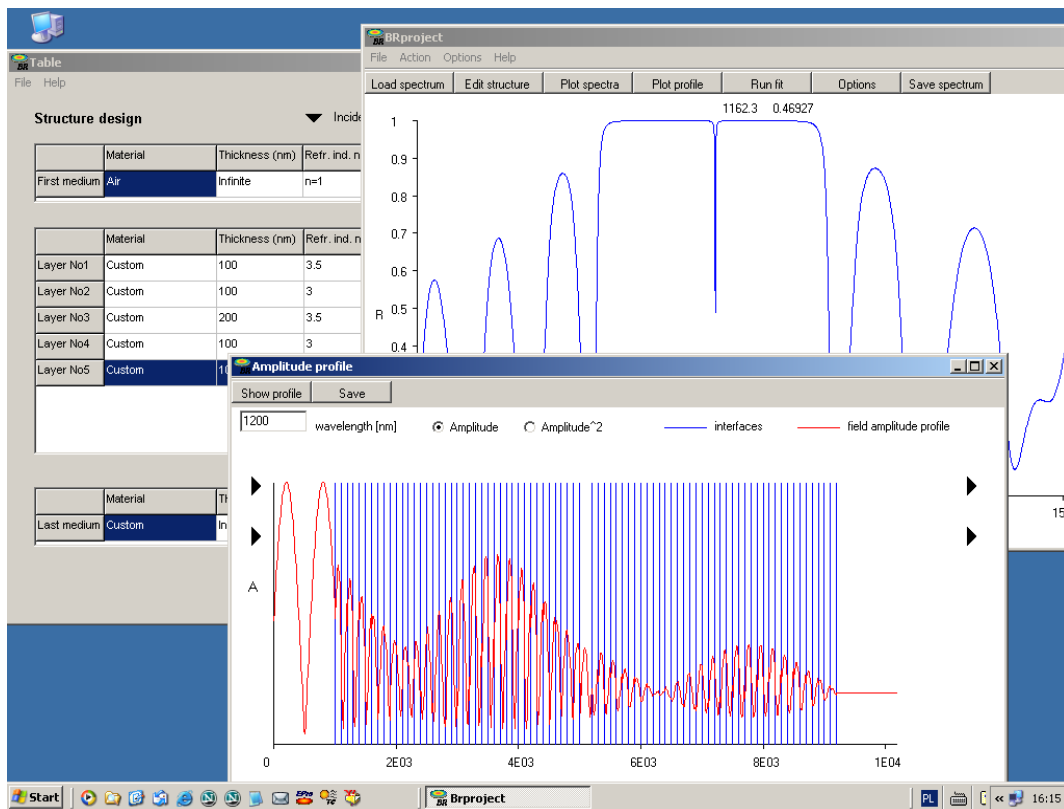 Table
File Help
Structure design
Incide
Material Thickness (nm) Refr. ind. n
First medium Air Infinite n=1
Material Thickness (nm) Refr. ind. n
Layer No1 Custom 100 3.5
Layer No2 Custom 100 3
Layer No3 Custom 200 3.5
Layer No4 Custom 100 3
Layer No5 Custom 10
Material Th
Last medium Custom In
BRproject
File Action Options Help
Load spectrum Edit structure Plot spectra Plot profile Run fit Options Save spectrum
1162.3 0.46927
1
0.9
0.8
0.7
0.6
R 0.5
0.4
15
Amplitude profile
Show profile Save
1200 wavelength [nm] Amplitude Amplitude^2 interfaces field amplitude profile
A
0 2E03 4E03 6E03 8E03 1E04
Start Brproject PL « 16:15